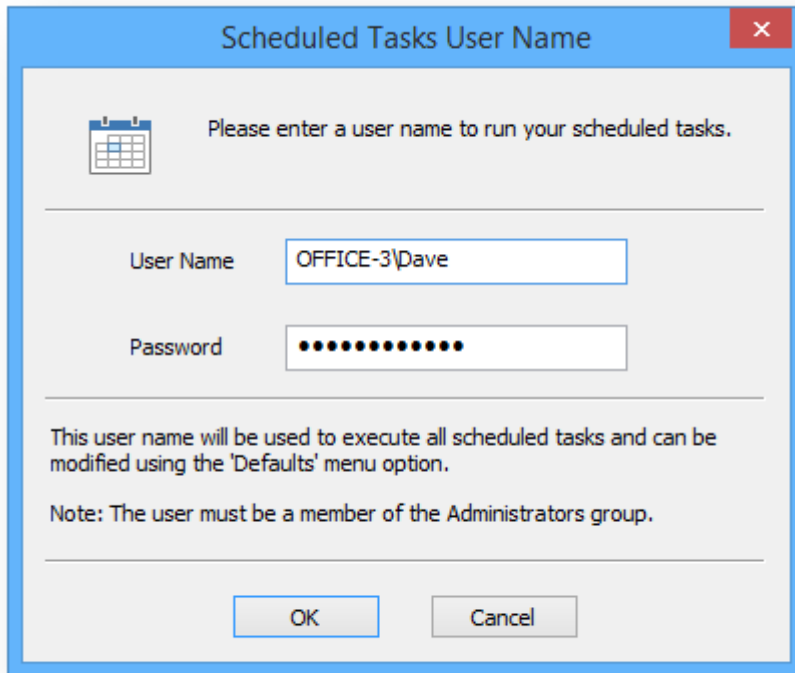 Scheduled Tasks User Name
Please enter a user name to run your scheduled tasks.
User Name
OFFICE-3\Dave
Password
••••••••••••
This user name will be used to execute all scheduled tasks and can be
modified using the 'Defaults' menu option.
Note: The user must be a member of the Administrators group.
OK
Cancel